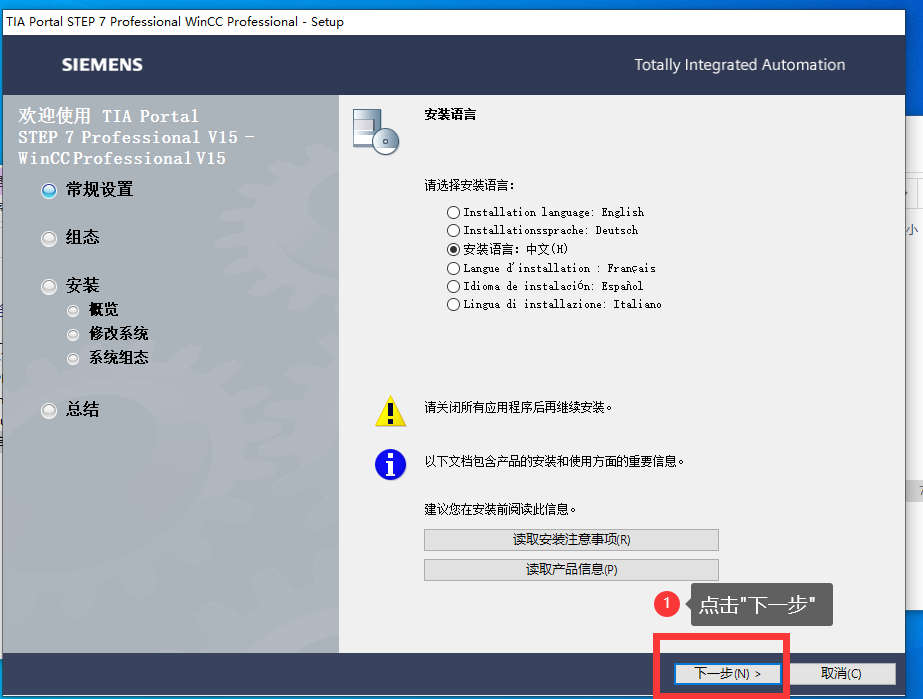 TIA Portal STEP 7 Professional WinCC Professional - Setup
SIEMENS
Totally Integrated Automation
欢迎使用 TIA Portal
STEP 7 Professional V15 -
WinCC Professional V15
常规设置
组态
安装
概览
修改系统
系统组态
总结
安装语言
请选择安装语言:
Installation language: English
Installationssprache: Deutsch
安装语言: 中文(H)
Langue d'installation : Français
Idioma de instalación: Español
Lingua di installazione: Italiano
请关闭所有应用程序后再继续安装。
以下文档包含产品的安装和使用方面的重要信息。
建议您在安装前阅读此信息。
读取安装注意事项(R)
读取产品信息(P)
1 点击"下一步"
下一步(N) >
取消(C)
小